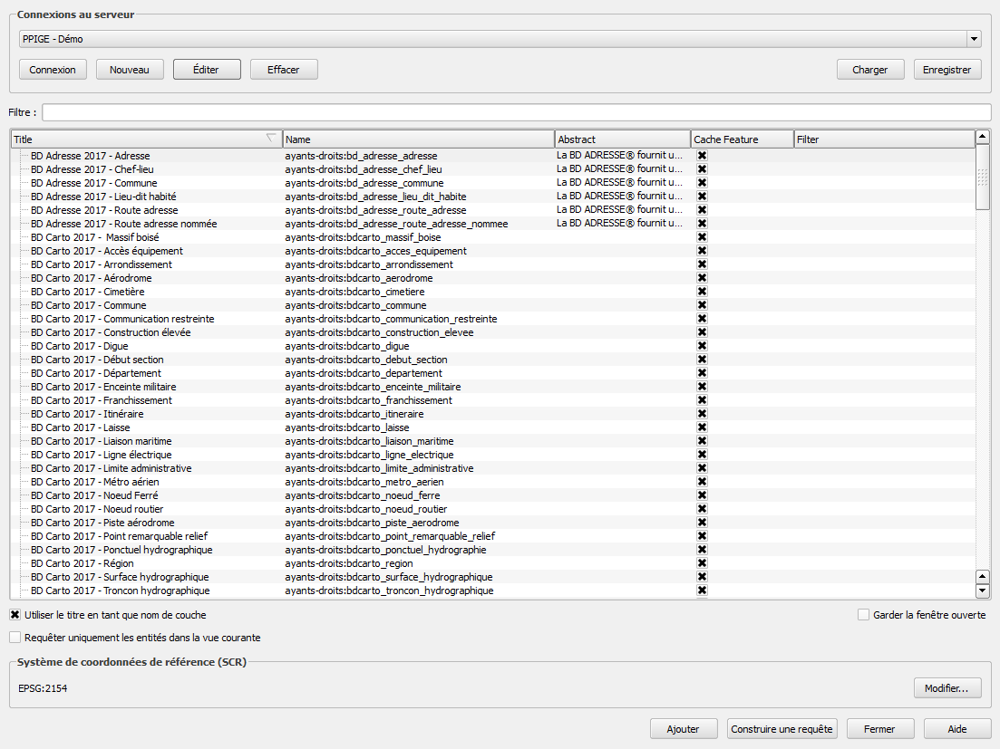 Connexions au serveur
PPIGE - Démo
Connexion Nouveau Éditer Effacer Charger Enregistrer
Filtre :
Title Name Abstract Cache Feature Filter
BD Adresse 2017 - Adresse ayants-droits:bd_adresse_adresse La BD ADRESSE® fournit u...
BD Adresse 2017 - Chef-lieu ayants-droits:bd_adresse_chef_lieu La BD ADRESSE® fournit u...
BD Adresse 2017 - Commune ayants-droits:bd_adresse_commune La BD ADRESSE® fournit u...
BD Adresse 2017 - Lieu-dit habité ayants-droits:bd_adresse_lieu_dit_habite La BD ADRESSE® fournit u...
BD Adresse 2017 - Route adresse ayants-droits:bd_adresse_route_adresse La BD ADRESSE® fournit u...
BD Adresse 2017 - Route adresse nommée ayants-droits:bd_adresse_route_adresse_nommee La BD ADRESSE® fournit u...
BD Carto 2017 - Massif boisé ayants-droits:bdcarto_massif_boise
BD Carto 2017 - Accès équipement ayants-droits:bdcarto_acces_equipement
BD Carto 2017 - Arrondissement ayants-droits:bdcarto_arrondissement
BD Carto 2017 - Aérodrome ayants-droits:bdcarto_aerodrome
BD Carto 2017 - Cimetière ayants-droits:bdcarto_cimetiere
BD Carto 2017 - Commune ayants-droits:bdcarto_commune
BD Carto 2017 - Communication restreinte ayants-droits:bdcarto_communication_restreinte
BD Carto 2017 - Construction élevée ayants-droits:bdcarto_construction_elevee
BD Carto 2017 - Digue ayants-droits:bdcarto_digue
BD Carto 2017 - Début section ayants-droits:bdcarto_debut_section
BD Carto 2017 - Département ayants-droits:bdcarto_departement
BD Carto 2017 - Enceinte militaire ayants-droits:bdcarto_enceinte_militaire
BD Carto 2017 - Franchissement ayants-droits:bdcarto_franchissement
BD Carto 2017 - Itinéraire ayants-droits:bdcarto_itineraire
BD Carto 2017 - Laisse ayants-droits:bdcarto_laisse
BD Carto 2017 - Liaison maritime ayants-droits:bdcarto_liaison_maritime
BD Carto 2017 - Ligne électrique ayants-droits:bdcarto_ligne_electrique
BD Carto 2017 - Limite administrative ayants-droits:bdcarto_limite_administrative
BD Carto 2017 - Métro aérien ayants-droits:bdcarto_metro_aerien
BD Carto 2017 - Noeud Ferré ayants-droits:bdcarto_noeud_ferre
BD Carto 2017 - Noeud routier ayants-droits:bdcarto_noeud_routier
BD Carto 2017 - Piste aérodrome ayants-droits:bdcarto_piste_aerodrome
BD Carto 2017 - Point remarquable relief ayants-droits:bdcarto_point_remarquable_relief
BD Carto 2017 - Ponctuel hydrographique ayants-droits:bdcarto_ponctuel_hydrographie
BD Carto 2017 - Région ayants-droits:bdcarto_region
BD Carto 2017 - Surface hydrographique ayants-droits:bdcarto_surface_hydrographique
BD Carto 2017 - Troncon hydrographique ayants-droits:bdcarto_troncon_hydrographique
Utiliser le titre en tant que nom de couche Garder la fenêtre ouverte
Requêter uniquement les entités dans la vue courante
Système de coordonnées de référence (SCR)
EPSG:2154 Modifier...
Ajouter Construire une requête Fermer Aide